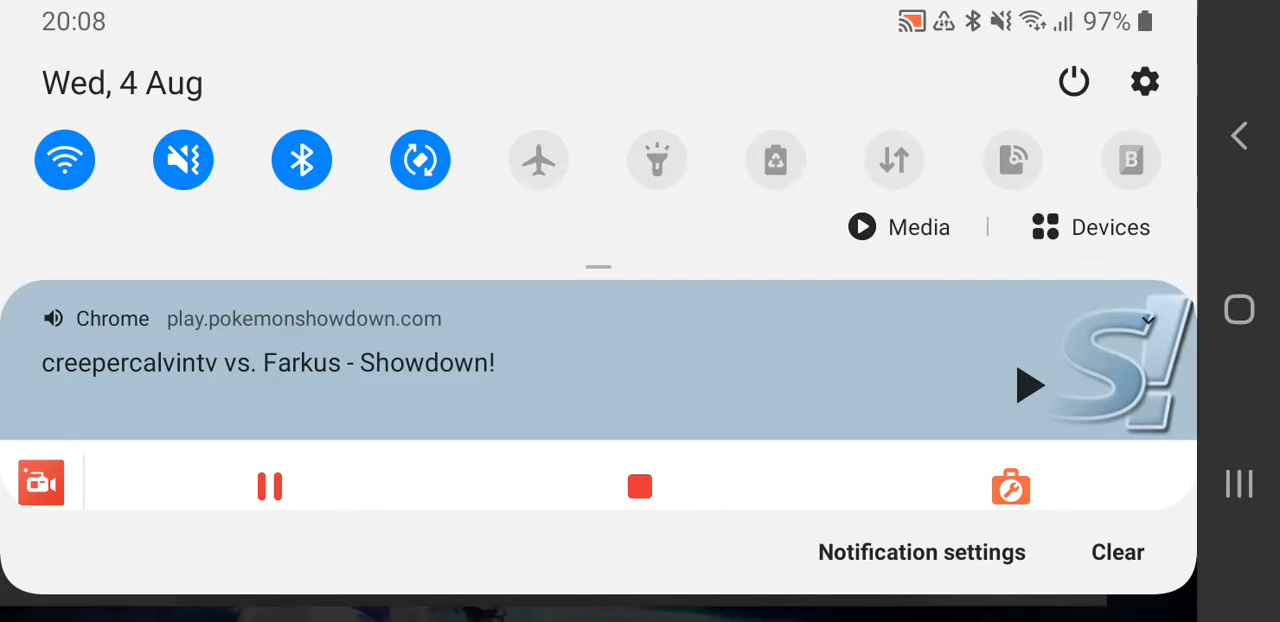 20:08 97%
Wed, 4 Aug
B
Media | Devices
Chrome play.pokemonshowdown.com
creepercalvintv vs. Farkus - Showdown!
S!
Notification settings Clear